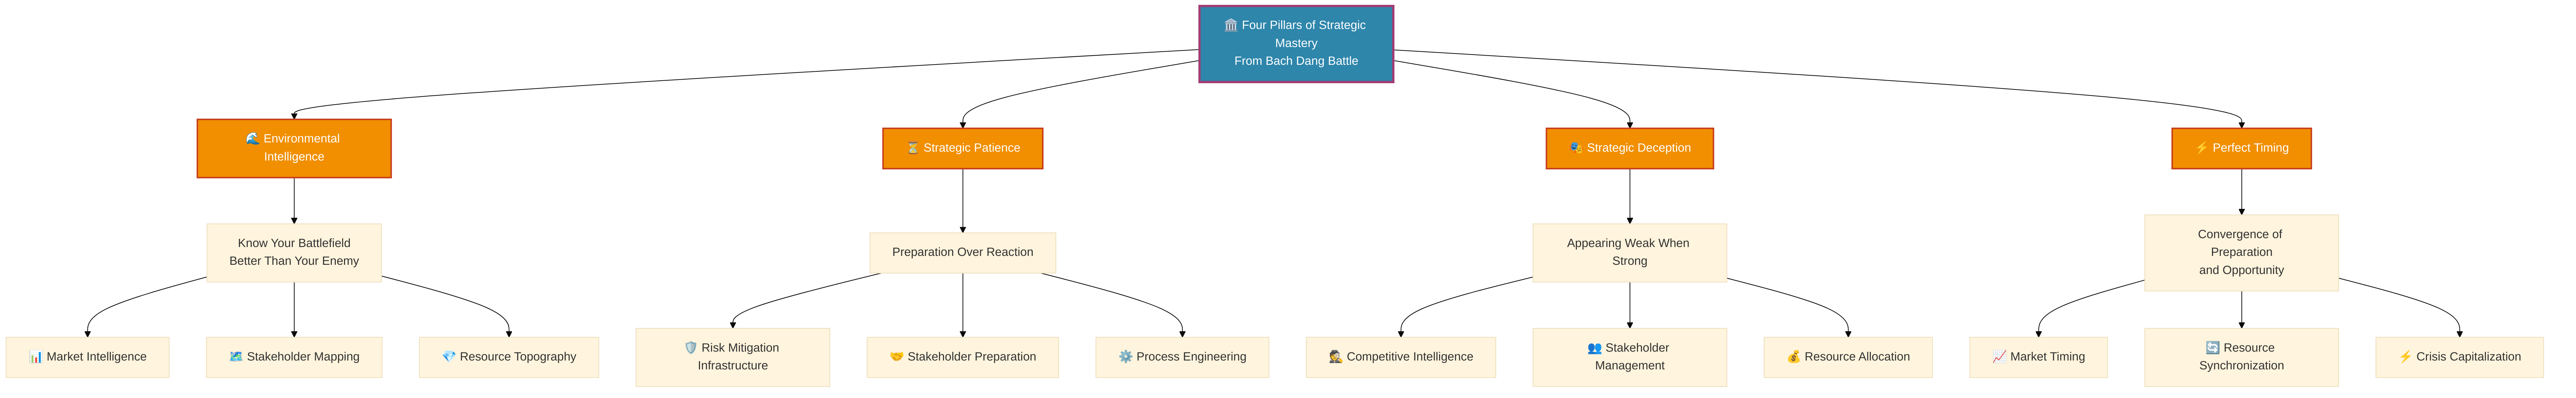 🏛️ Four Pillars of Strategic
Mastery
From Bach Dang Battle
🌊 Environmental
Intelligence
⏳ Strategic Patience
🎭 Strategic Deception
⚡ Perfect Timing
Know Your Battlefield
Better Than Your Enemy
Preparation Over Reaction
Appearing Weak When
Strong
Convergence of
Preparation
and Opportunity
📊 Market Intelligence
🗺️ Stakeholder Mapping
💎 Resource Topography
🛡️ Risk Mitigation
Infrastructure
🤝 Stakeholder Preparation
⚙️ Process Engineering
🕵️ Competitive Intelligence
👥 Stakeholder
Management
💰 Resource Allocation
📈 Market Timing
🔄 Resource
Synchronization
⚡ Crisis Capitalization